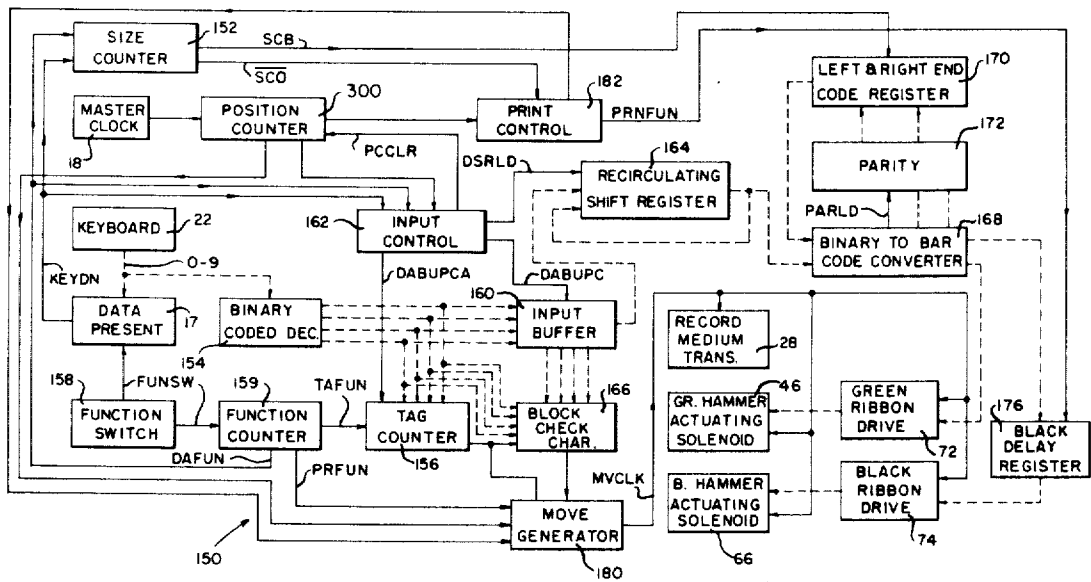 SIZE COUNTER
152
SCB
SCO
MASTER CLOCK
18
POSITION COUNTER
300
PCCLR
PRINT CONTROL
182
PRNFUN
LEFT & RIGHT END CODE REGISTER
170
PARITY
172
PARLD
BINARY TO BAR CODE CONVERTER
168
DSRLD
RECIRCULATING SHIFT REGISTER
164
INPUT CONTROL
162
KEYBOARD
22
0-9
KEYDN
DATA PRESENT
17
BINARY CODED DEC.
154
DABUPCA
DABUPC
INPUT BUFFER
160
RECORD MEDIUM TRANS.
28
FUNSW
FUNCTION SWITCH
158
FUNCTION COUNTER
159
TAFUN
TAG COUNTER
156
BLOCK CHECK CHAR.
166
GR. HAMMER ACTUATING SOLENOID
46
GREEN RIBBON DRIVE
72
BLACK DELAY REGISTER
176
DAFUN
PRFUN
MVCLK
MOVE GENERATOR
180
B. HAMMER ACTUATING SOLENOID
66
BLACK RIBBON DRIVE
74
150